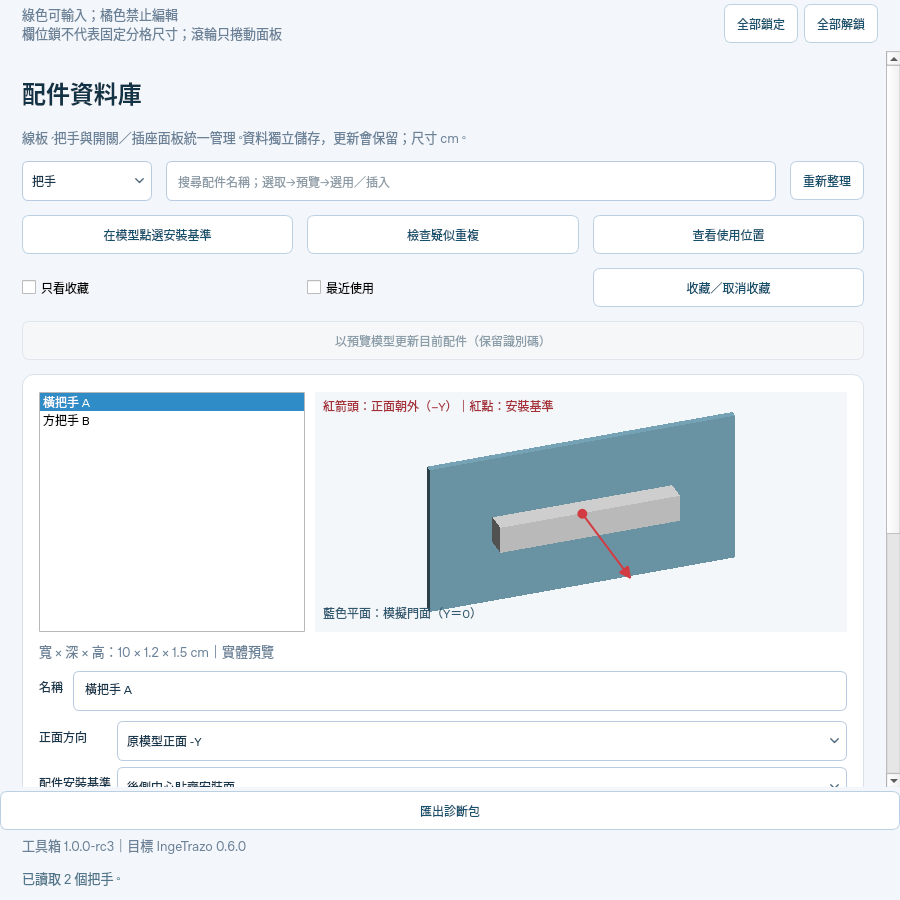 綠色可輸入；橘色禁止編輯
欄位鎖不代表固定分格尺寸；滾輪只捲動面板
全部鎖定
全部解鎖
配件資料庫
線板、把手與開關／插座面板統一管理。資料獨立儲存，更新會保留；尺寸 cm。
把手
搜尋配件名稱；選取→預覽→選用／插入
重新整理
在模型點選安裝基準
檢查疑似重複
查看使用位置
只看收藏
最近使用
收藏／取消收藏
以預覽模型更新目前配件（保留識別碼）
橫把手 A
方把手 B
紅箭頭：正面朝外（-Y）｜紅點：安裝基準
藍色平面：模擬門面（Y＝0）
寬 × 深 × 高：10 × 1.2 × 1.5 cm｜實體預覽
名稱
橫把手 A
正面方向
原模型正面 -Y
配件安裝基準
後側中心貼齊安裝面
匯出診斷包
工具箱 1.0.0-rc3｜目標 IngeTrazo 0.6.0
已讀取 2 個把手。